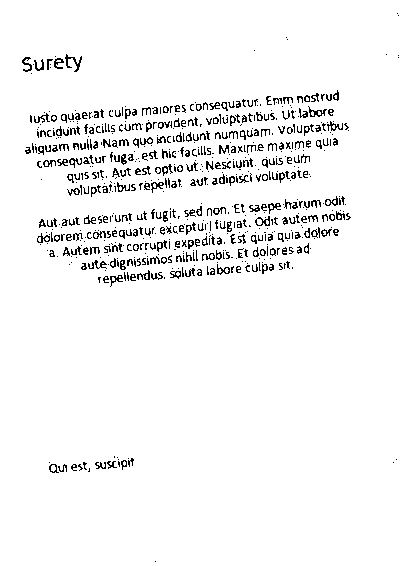 Surety
Iusto quaerat culpa maiores consequatur. Enim nostrud
incidunt facilis cum provident, voluptatibus. Ut labore
aliquam nulla. Nam quo incididunt numquam. Voluptatibus
consequatur fuga, est hic facilis. Maxime maxime quia
quis sit. Aut est optio ut. Nesciunt, quis eum
voluptatibus repellat aut adipisci voluptate.
Aut aut deserunt ut fugit, sed non. Et saepe harum odit
dolorem consequatur excepturi fugiat. Odit autem nobis
a. Autem sint corrupti expedita. Est quia quia dolore
aute dignissimos nihil nobis. Et dolores ad
repellendus, soluta labore culpa sit.
Qui est, suscipit